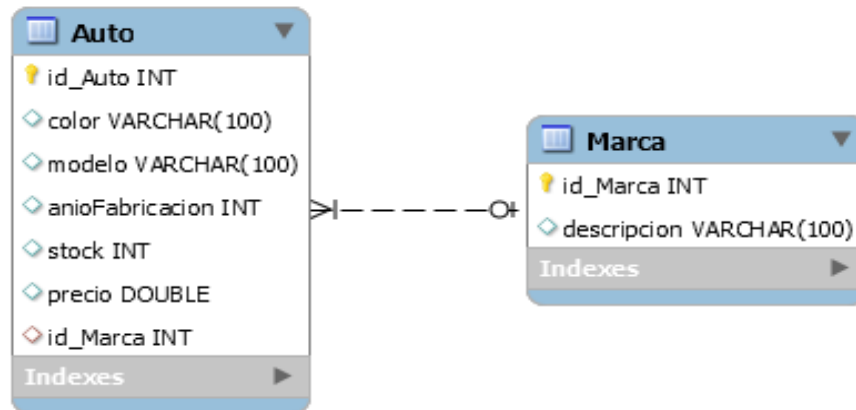 Auto
id_Auto INT
color VARCHAR(100)
modelo VARCHAR(100)
anioFabricacion INT
stock INT
precio DOUBLE
id_Marca INT
Indexes
Marca
id_Marca INT
descripcion VARCHAR(100)
Indexes